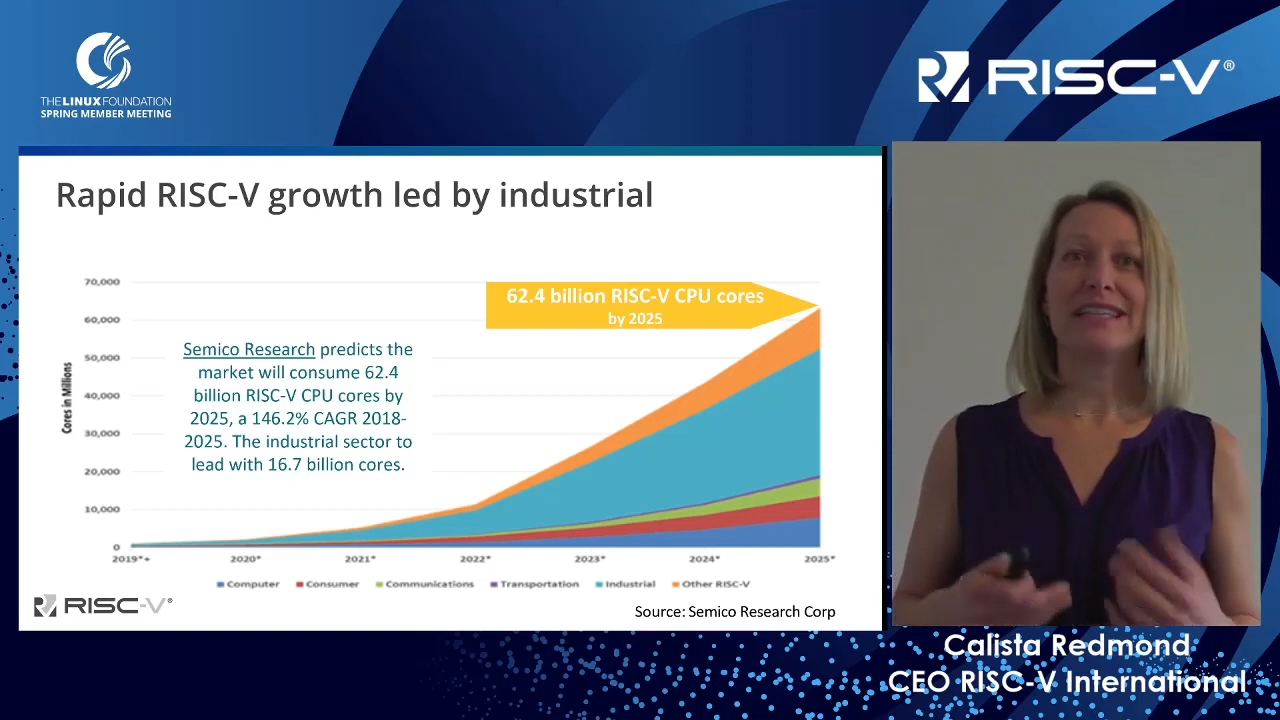 THE LINUX FOUNDATION
SPRING MEMBER MEETING
RISC-V®
Rapid RISC-V growth led by industrial
70,000
60,000
50,000
40,000
30,000
20,000
10,000
0
Cores in Millions
62.4 billion RISC-V CPU cores
by 2025
Semico Research predicts the
market will consume 62.4
billion RISC-V CPU cores by
2025, a 146.2% CAGR 2018-
2025. The industrial sector to
lead with 16.7 billion cores.
2019*+ 2020* 2021* 2022* 2023* 2024* 2025*
Computer Consumer Communications Transportation Industrial Other RISC-V
RISC-V®
Source: Semico Research Corp
Calista Redmond
CEO RISC-V International